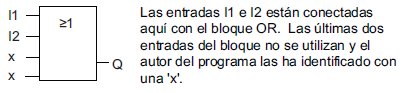 I1
I2
x
x
≥1
Q
Las entradas I1 e I2 están conectadas
aquí con el bloque OR. Las últimas dos
entradas del bloque no se utilizan y el
autor del programa las ha identificado con
una 'x'.